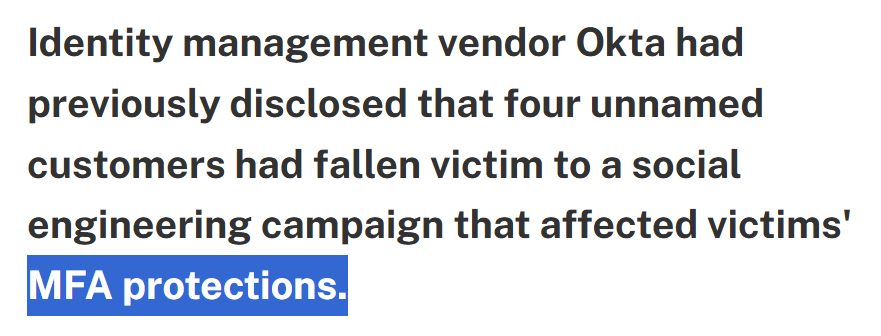 Identity management vendor Okta had
previously disclosed that four unnamed
customers had fallen victim to a social
engineering campaign that affected victims'
MFA protections.